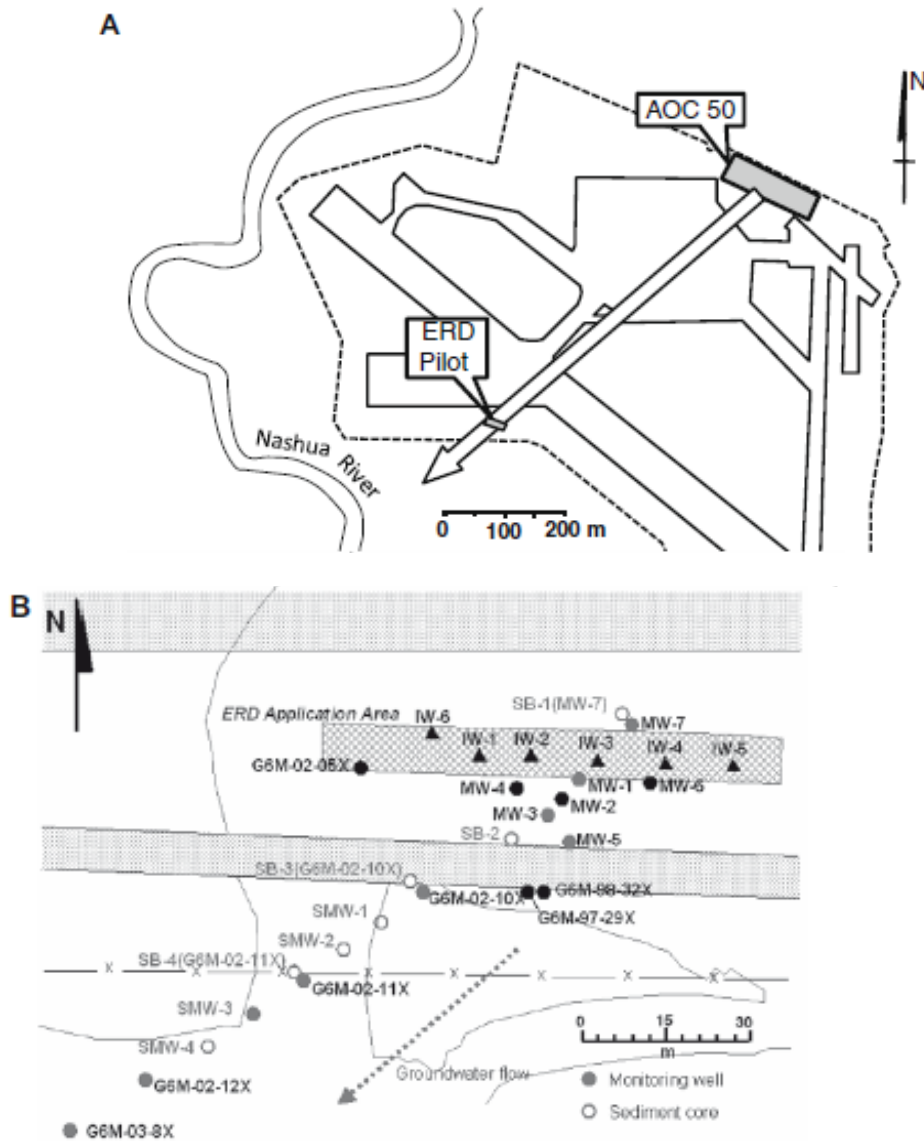 A
N
AOC 50
ERD
Pilot
Nashua River
0 100 200 m
B
N
SB-1(MW-7)
ERD Application Area
IW-6
MW-7
IW-1 IW-2 IW-3 IW-4 IW-5
G6M-02-05X
MW-4 MW-1 MW-6
MW-2
MW-3
SB-2 MW-5
SB-3(G6M-02-10X)
G6M-02-10X G6M-98-32X
G6M-97-29X
SMW-1
SMW-2
SB-4(G6M-02-11X)
x x x x x x x
G6M-02-11X
SMW-3
0 15 30
m
SMW-4
Groundwater flow
Monitoring well
G6M-02-12X
Sediment core
G6M-03-8X